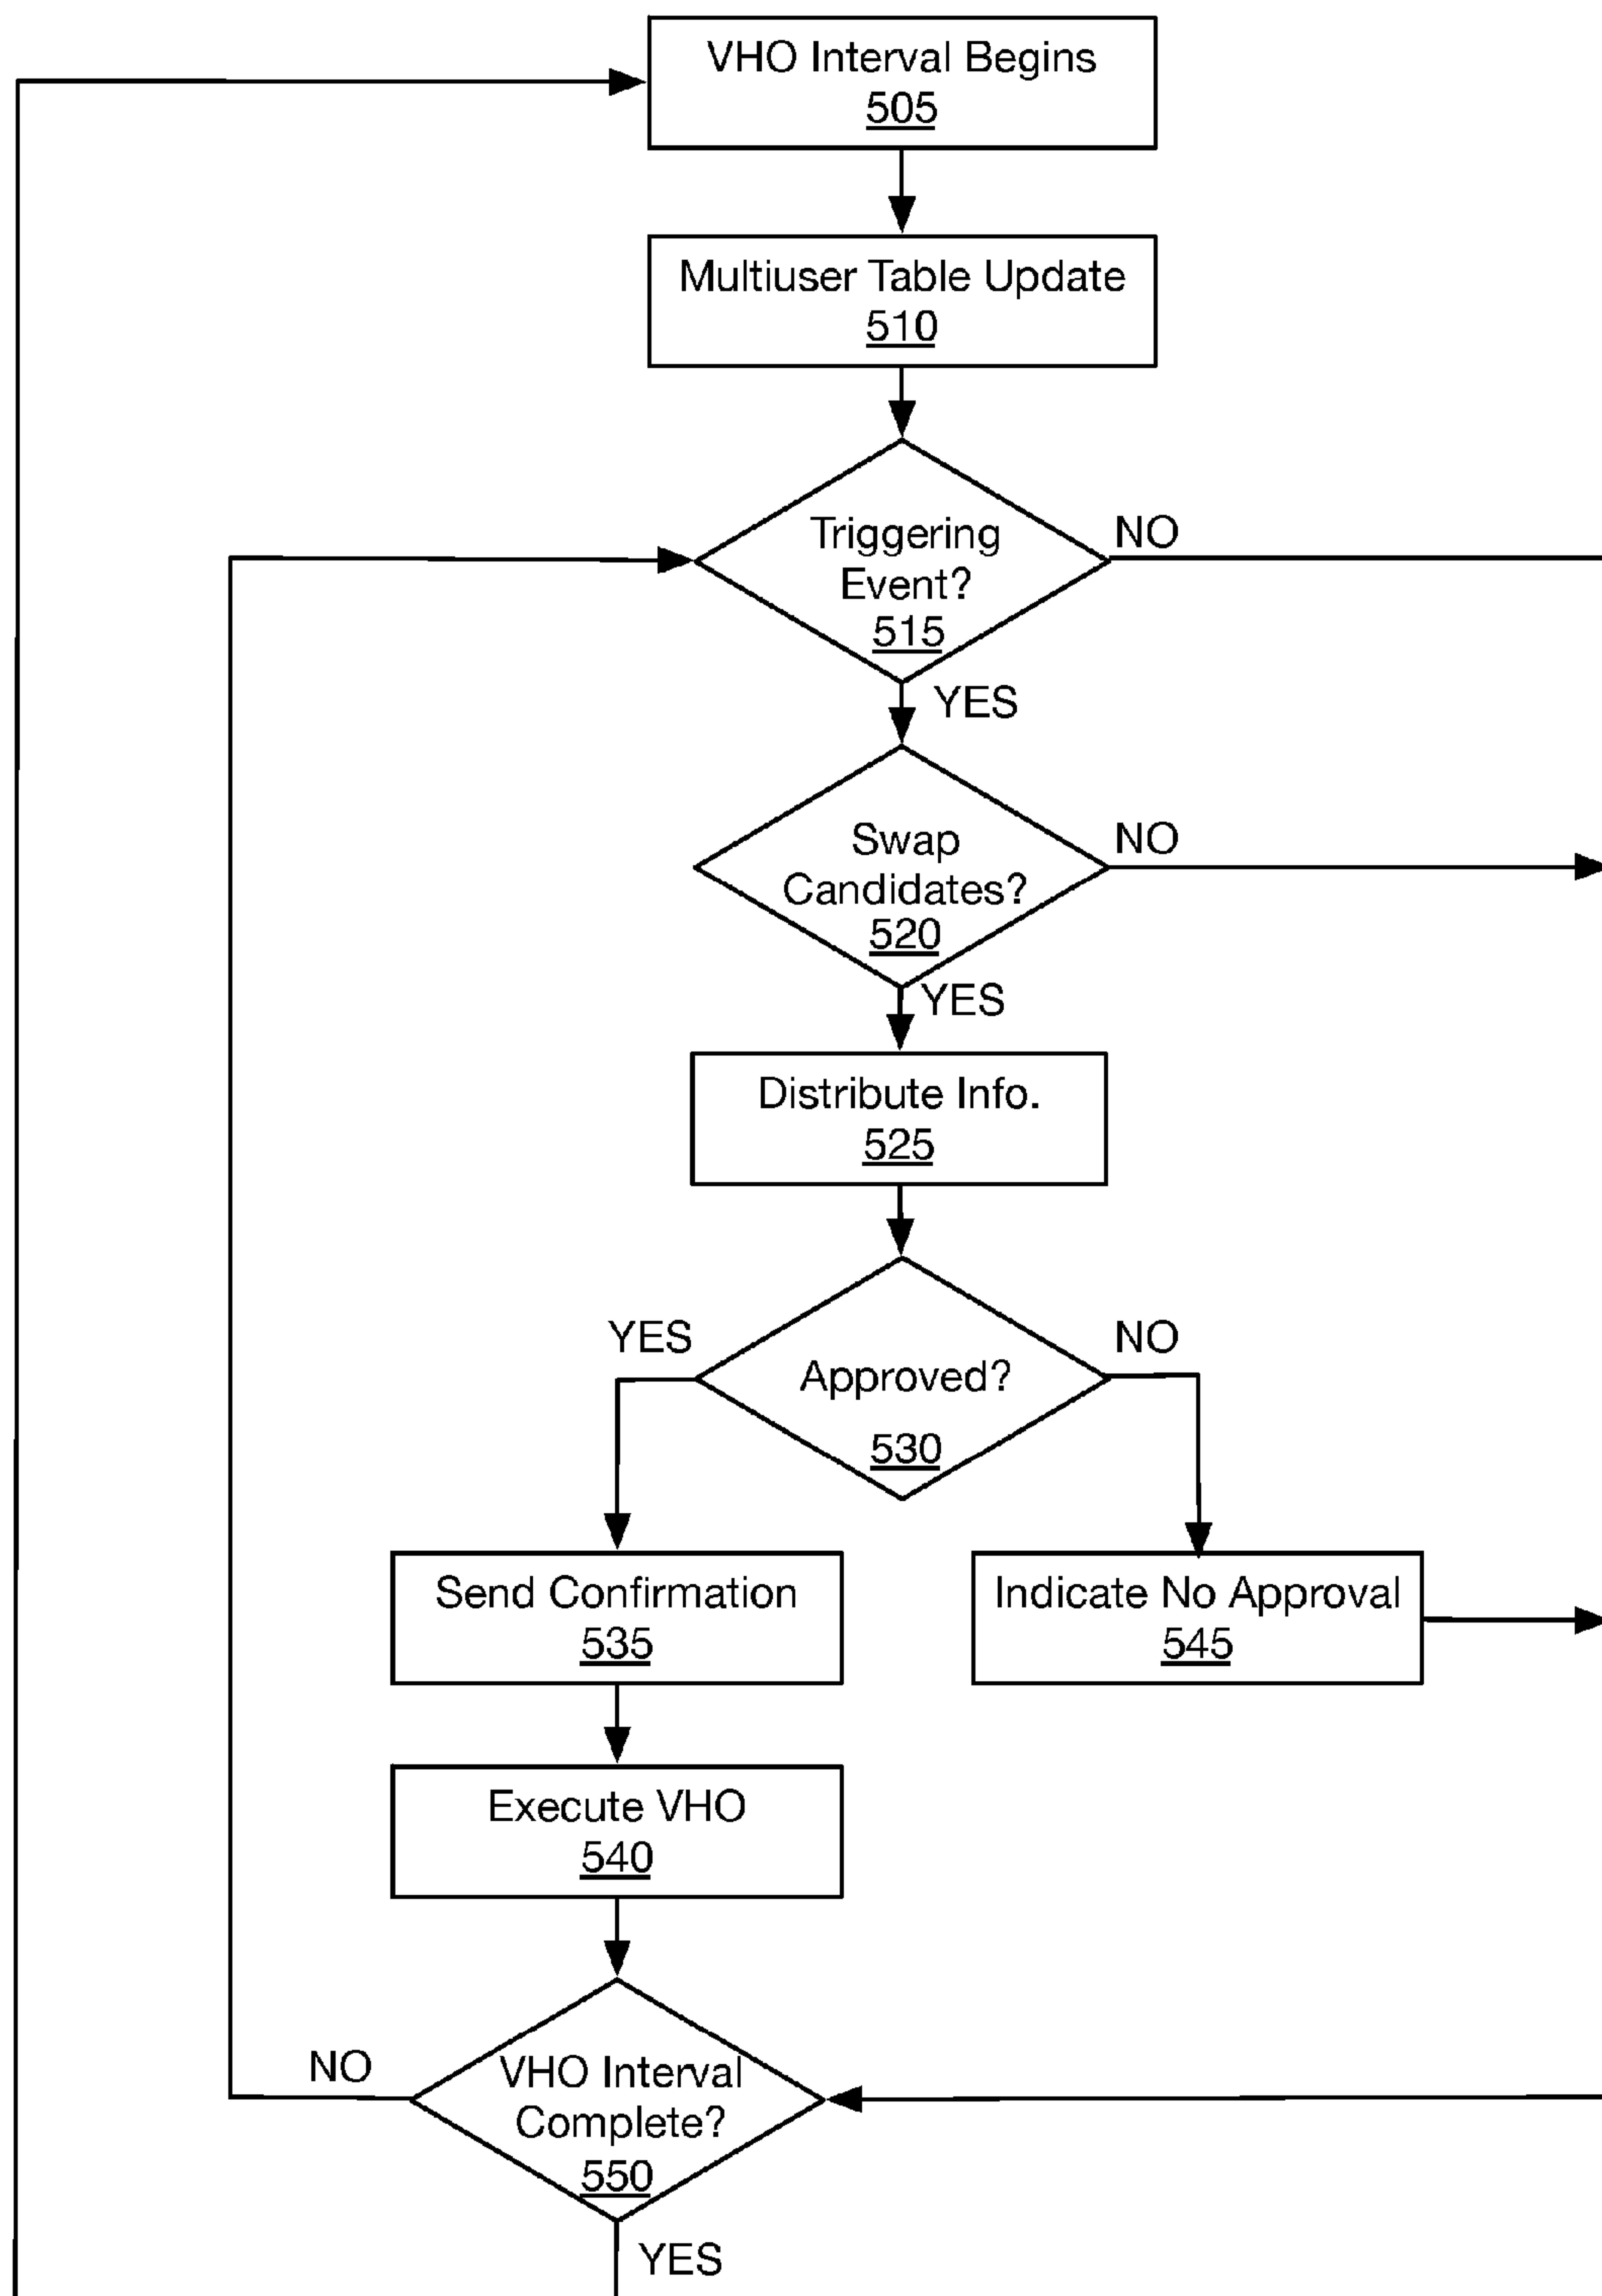 VHO Interval Begins
505
Multiuser Table Update
510
Triggering
Event?
515
NO
YES
Swap
Candidates?
520
NO
YES
Distribute Info.
525
YES
NO
Approved?
530
Send Confirmation
535
Indicate No Approval
545
Execute VHO
540
NO
VHO Interval
Complete?
550
YES